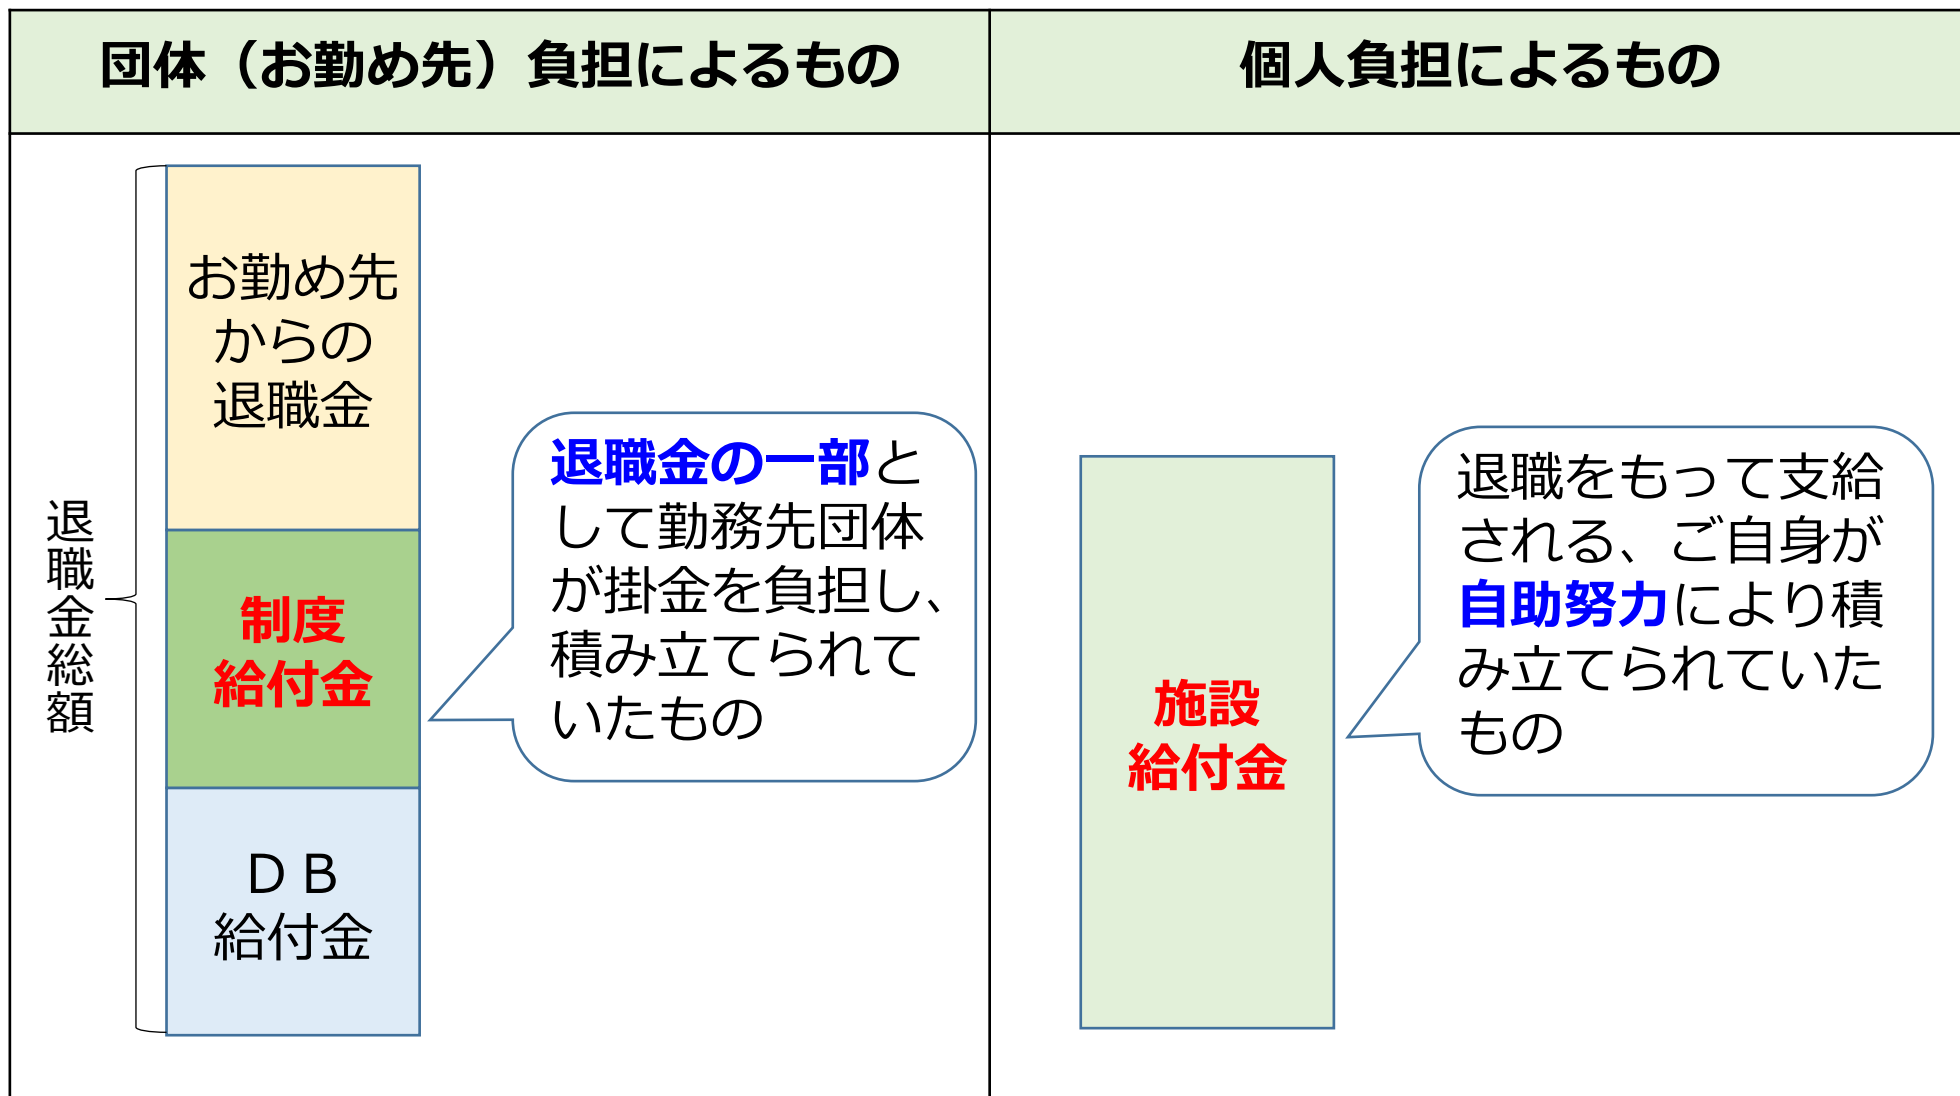 団体（お勤め先）負担によるもの
個人負担によるもの
退職金総額
お勤め先
からの
退職金
制度
給付金
ＤＢ
給付金
退職金の一部と
して勤務先団体
が掛金を負担し、
積み立てられて
いたもの
施設
給付金
退職をもって支給
される、ご自身が
自助努力により積
み立てられていた
もの